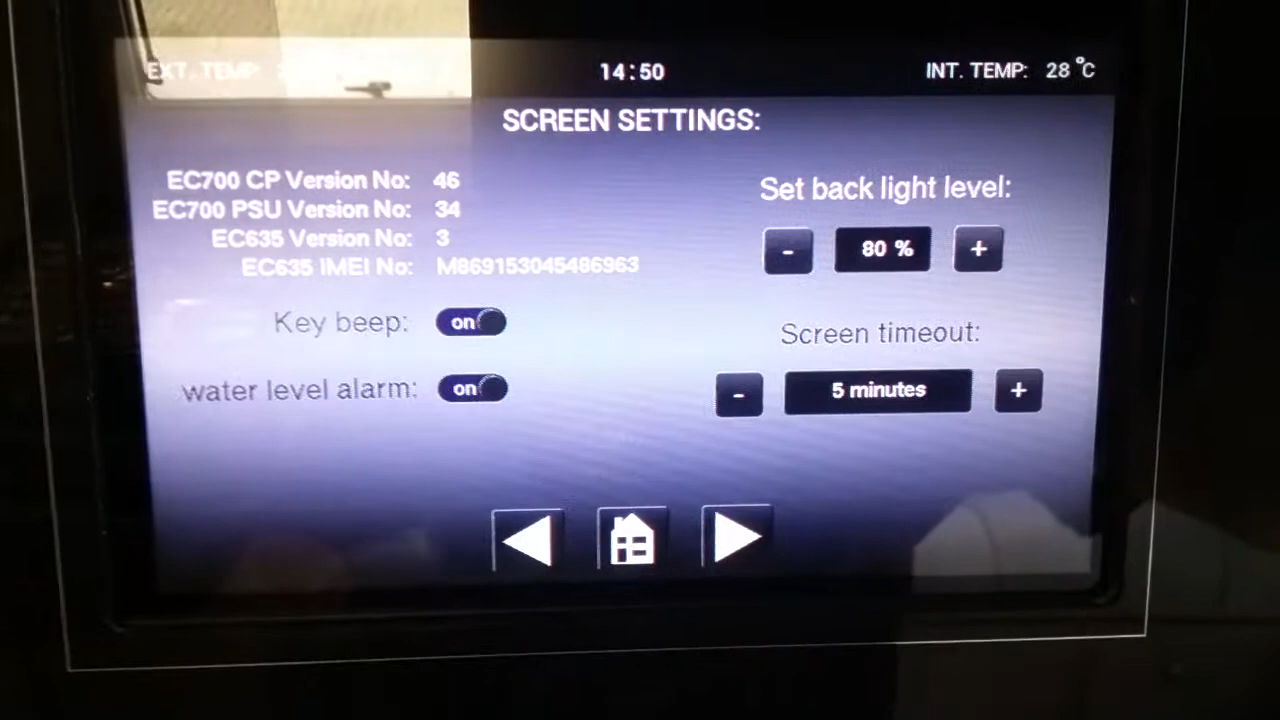 EXT. TEMP: 14:50 INT. TEMP: 28 °C
SCREEN SETTINGS:
EC700 CP Version No: 46
EC700 PSU Version No: 34
EC635 Version No: 3
EC635 IMEI No: M869153045486963
Key beep: on
water level alarm: on
Set back light level:
- 80 % +
Screen timeout:
- 5 minutes +